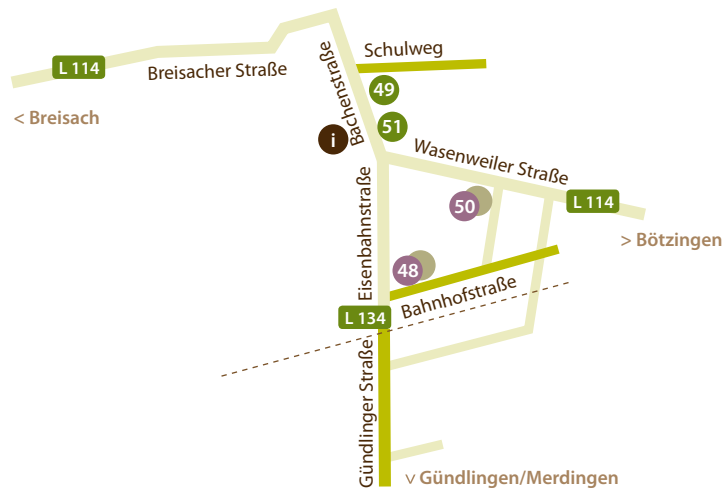 Schulweg
L 114
Breisacher Straße
Bachenstraße
49
< Breisach
51
i
Wasenweiler Straße
50
L 114
> Bötzingen
Eisenbahnstraße
48
Bahnhofstraße
L 134
Gündlinger Straße
v Gündlingen/Merdingen